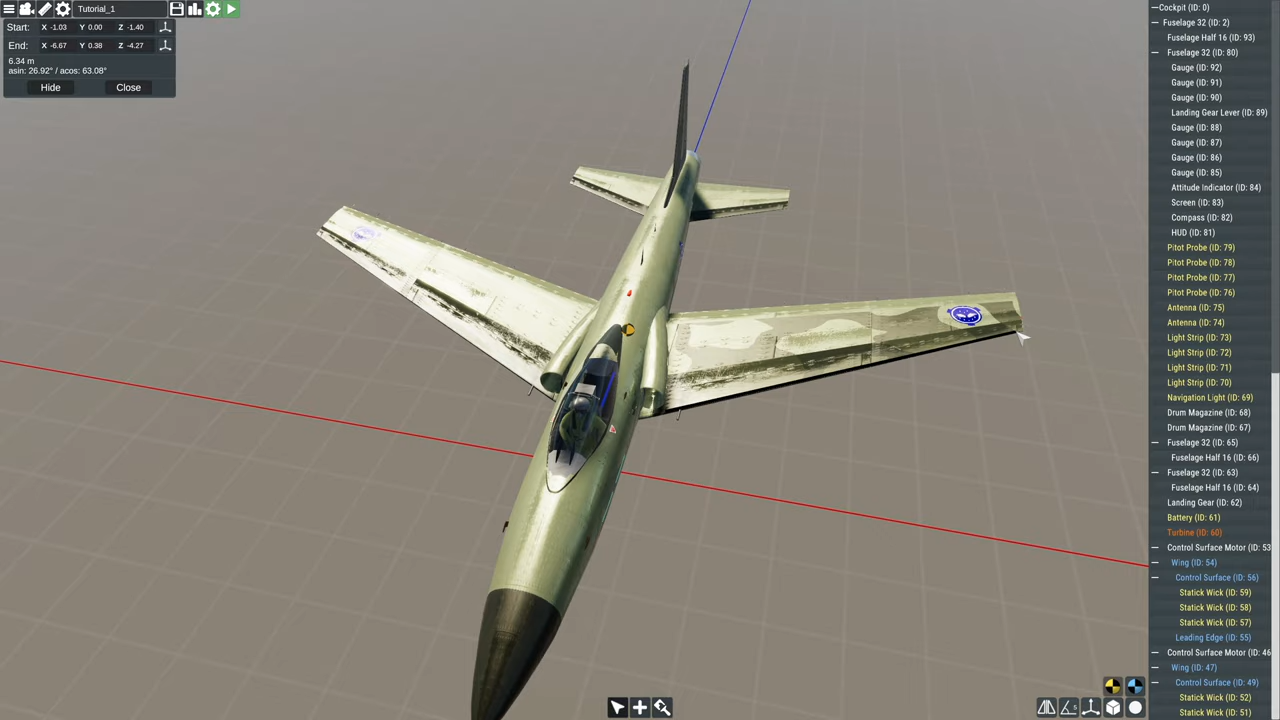 Tutorial_1
Start: X -1.03 Y 0.00 Z -1.40
End: X -6.67 Y 0.38 Z -4.27
6.34 m
asin: 26.92° / acos: 63.08°
Hide Close
Cockpit (ID: 0)
Fuselage 32 (ID: 2)
Fuselage Half 16 (ID: 93)
Fuselage 32 (ID: 80)
Gauge (ID: 92)
Gauge (ID: 91)
Gauge (ID: 90)
Landing Gear Lever (ID: 89)
Gauge (ID: 88)
Gauge (ID: 87)
Gauge (ID: 86)
Gauge (ID: 85)
Attitude Indicator (ID: 84)
Screen (ID: 83)
Compass (ID: 82)
HUD (ID: 81)
Pitot Probe (ID: 79)
Pitot Probe (ID: 78)
Pitot Probe (ID: 77)
Pitot Probe (ID: 76)
Antenna (ID: 75)
Antenna (ID: 74)
Light Strip (ID: 73)
Light Strip (ID: 72)
Light Strip (ID: 71)
Light Strip (ID: 70)
Navigation Light (ID: 69)
Drum Magazine (ID: 68)
Drum Magazine (ID: 67)
Fuselage 32 (ID: 65)
Fuselage Half 16 (ID: 66)
Fuselage 32 (ID: 63)
Fuselage Half 16 (ID: 64)
Landing Gear (ID: 62)
Battery (ID: 61)
Turbine (ID: 60)
Control Surface Motor (ID: 53
Wing (ID: 54)
Control Surface (ID: 56)
Statick Wick (ID: 59)
Statick Wick (ID: 58)
Statick Wick (ID: 57)
Leading Edge (ID: 55)
Control Surface Motor (ID: 46
Wing (ID: 47)
Control Surface (ID: 49)
Statick Wick (ID: 52)
Statick Wick (ID: 51)